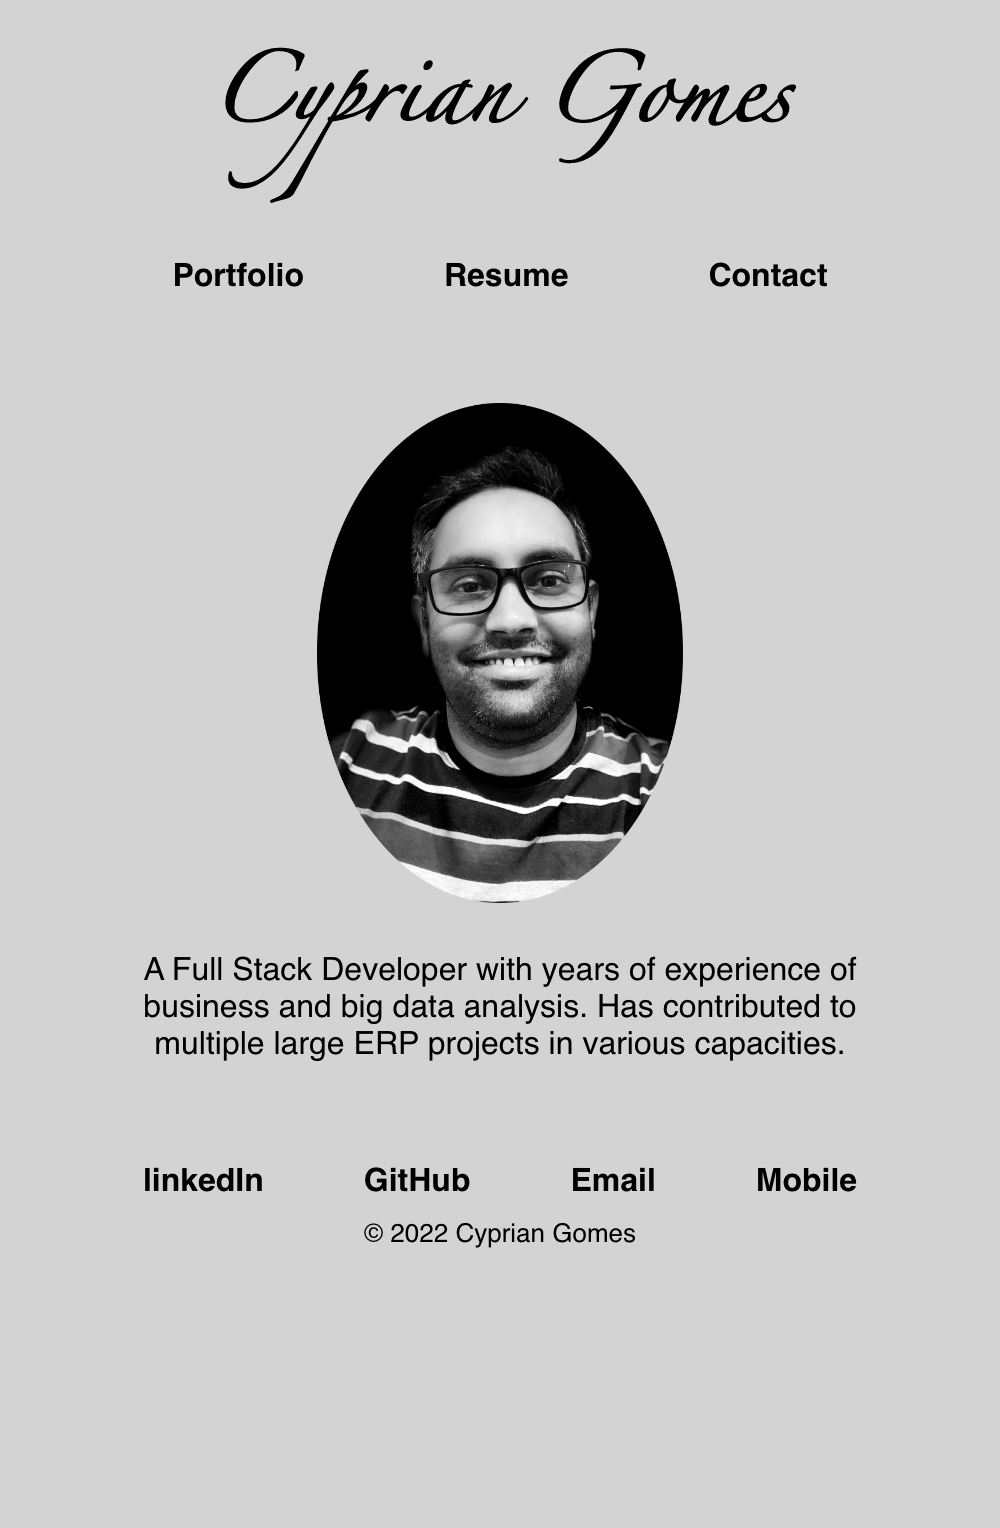 Cyprian Gomes
Portfolio Resume Contact
A Full Stack Developer with years of experience of
business and big data analysis. Has contributed to
multiple large ERP projects in various capacities.
linkedIn GitHub Email Mobile
© 2022 Cyprian Gomes